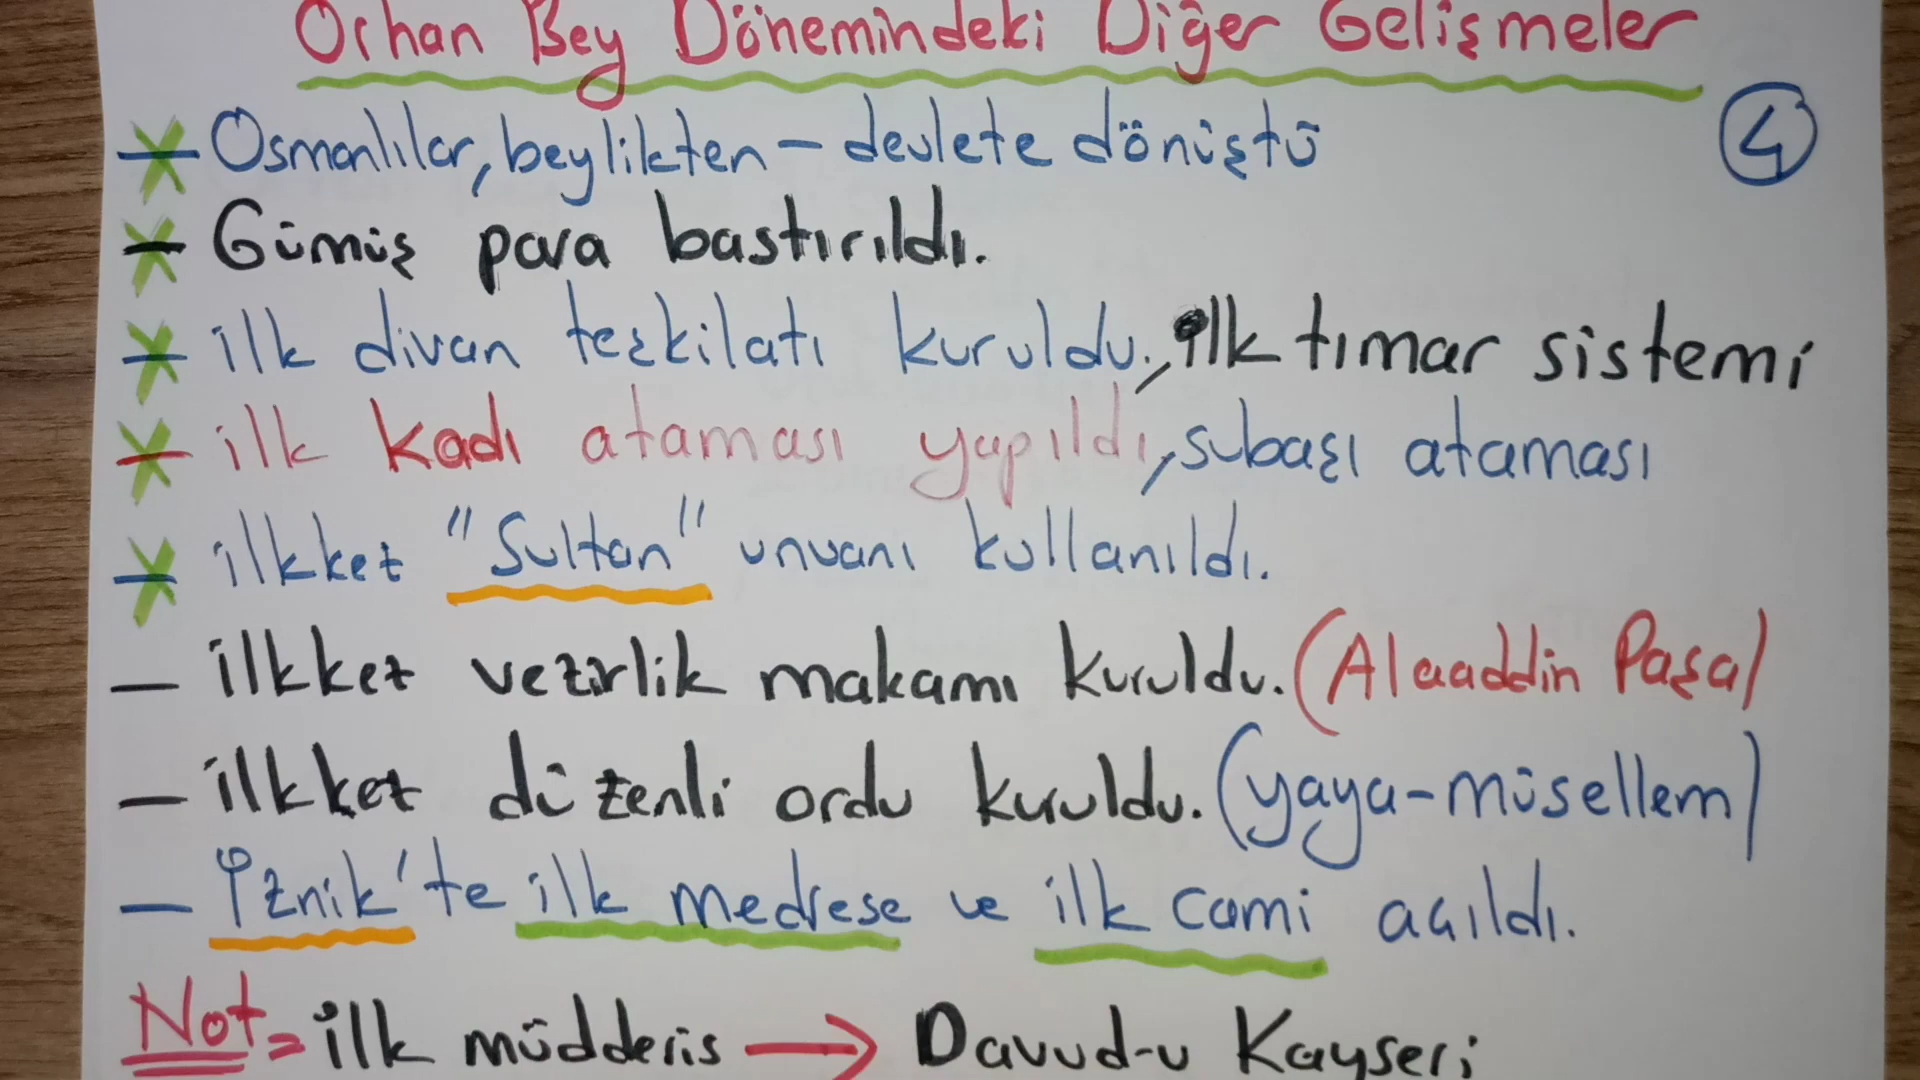 Orhan Bey Dönemindeki Diğer Gelişmeler
4
Osmanlılar, beylikten - devlete dönüştü
Gümüş para bastırıldı.
ilk divan teşkilatı kuruldu., ilk tımar sistemi
ilk kadı ataması yapıldı, subaşı ataması
ilkkez "Sultan" unvanı kullanıldı.
- ilkkez vezirlik makamı kuruldu. (Alaaddin Paşa)
- ilkkez düzenli ordu kuruldu. (yaya-müsellem)
- İznik'te ilk medrese ve ilk cami açıldı.
Not = ilk müdderis → Davud-u Kayseri